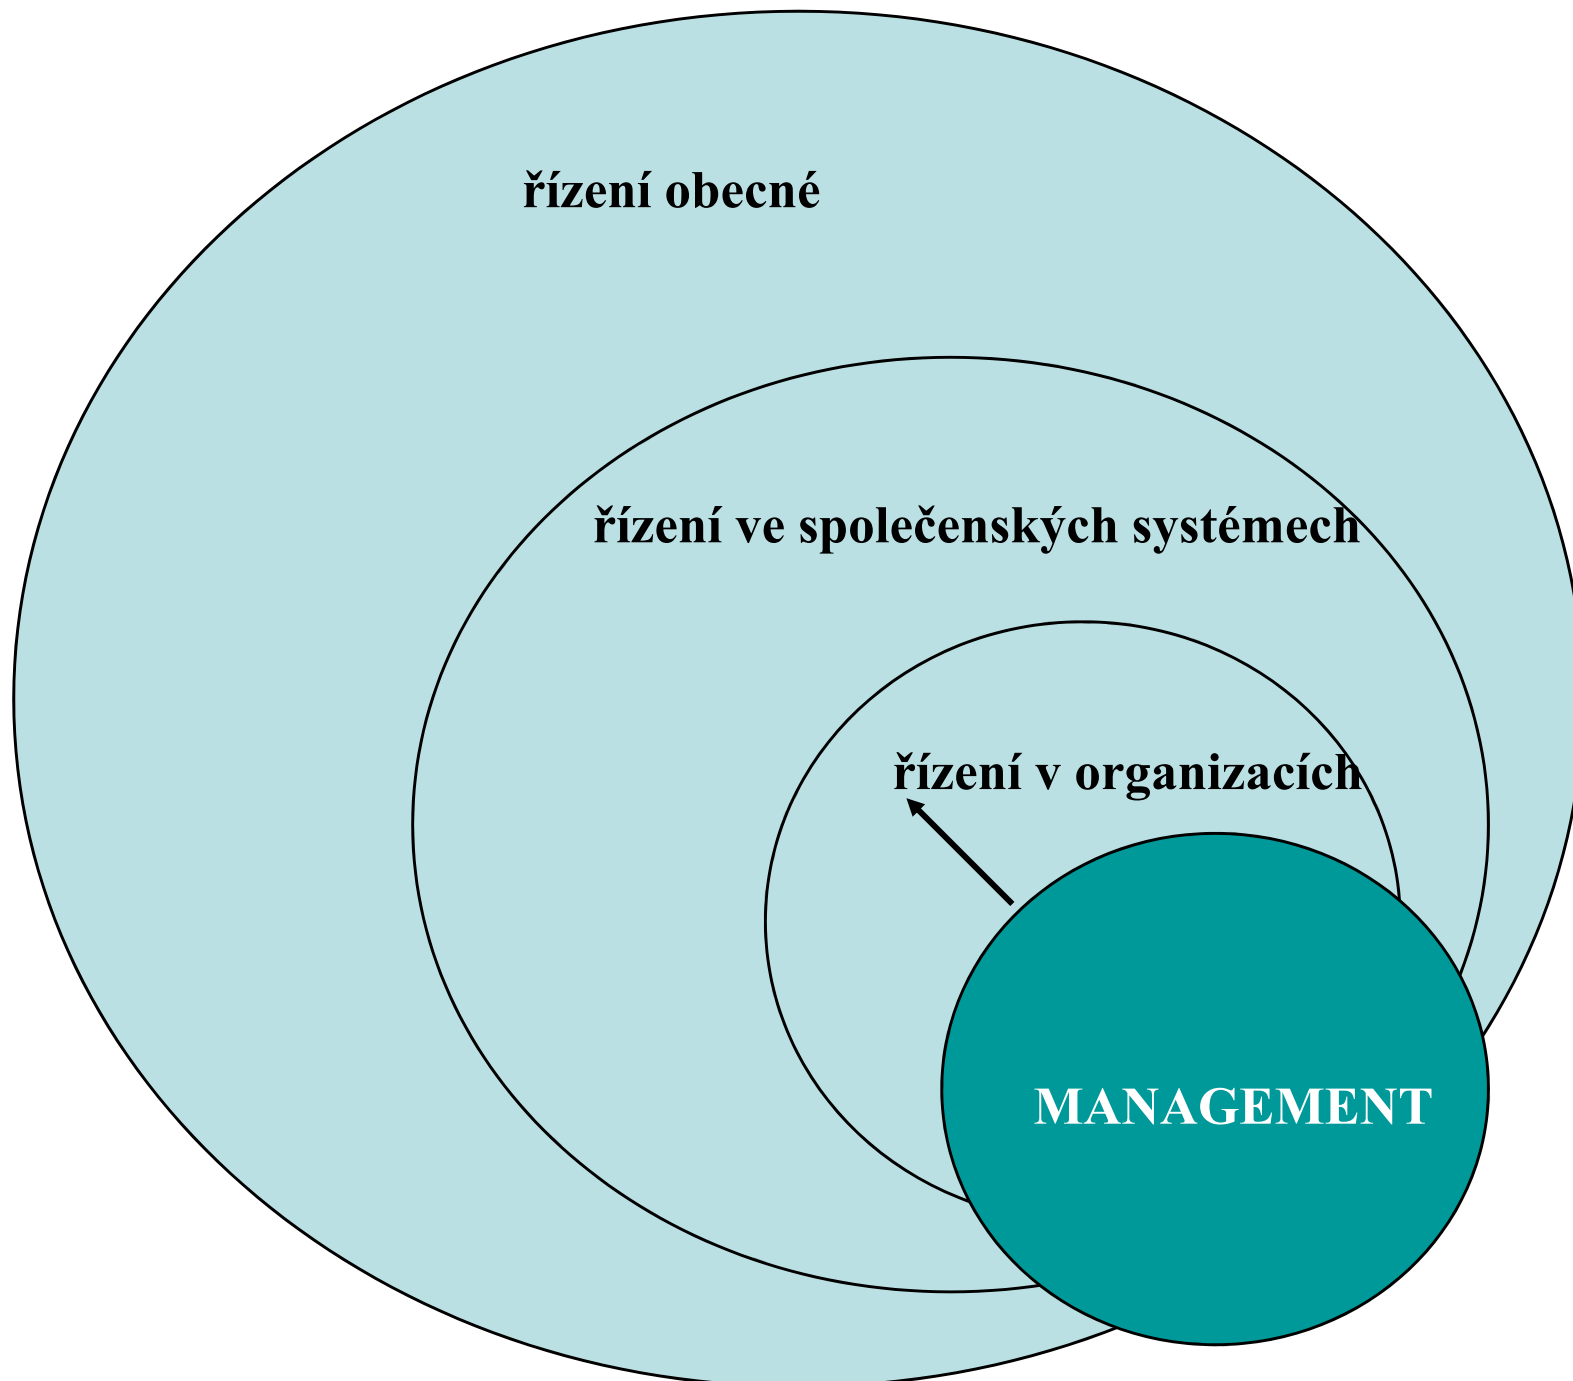 řízení obecné
řízení ve společenských systémech
řízení v organizacích
MANAGEMENT